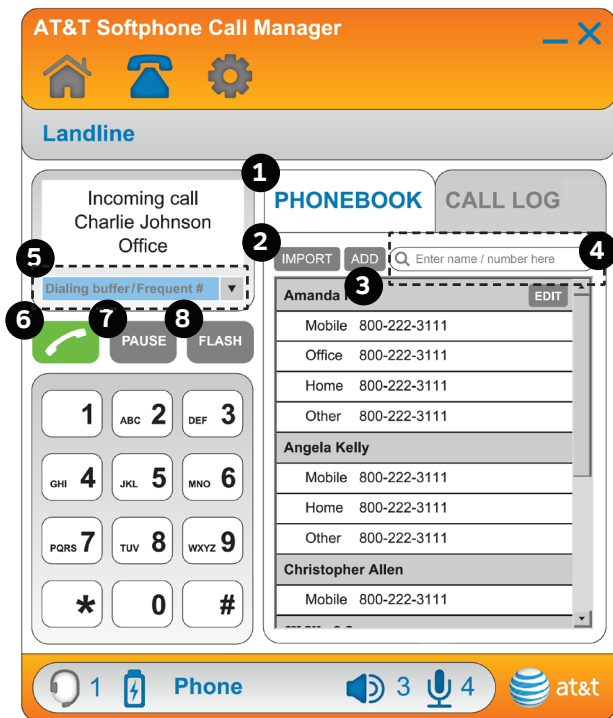 AT&T Softphone Call Manager
Landline
1
Incoming call
Charlie Johnson
Office
PHONEBOOK
CALL LOG
2
IMPORT
ADD
3
Enter name / number here
4
5
Dialing buffer/Frequent #
6
7
PAUSE
8
FLASH
Amanda
EDIT
Mobile 800-222-3111
Office 800-222-3111
Home 800-222-3111
Other 800-222-3111
Angela Kelly
Mobile 800-222-3111
Home 800-222-3111
Other 800-222-3111
Christopher Allen
Mobile 800-222-3111
1 ABC 2 DEF 3
GHI 4 JKL 5 MNO 6
PQRS 7 TUV 8 WXYZ 9
* 0 #
1 Phone 3 4 at&t